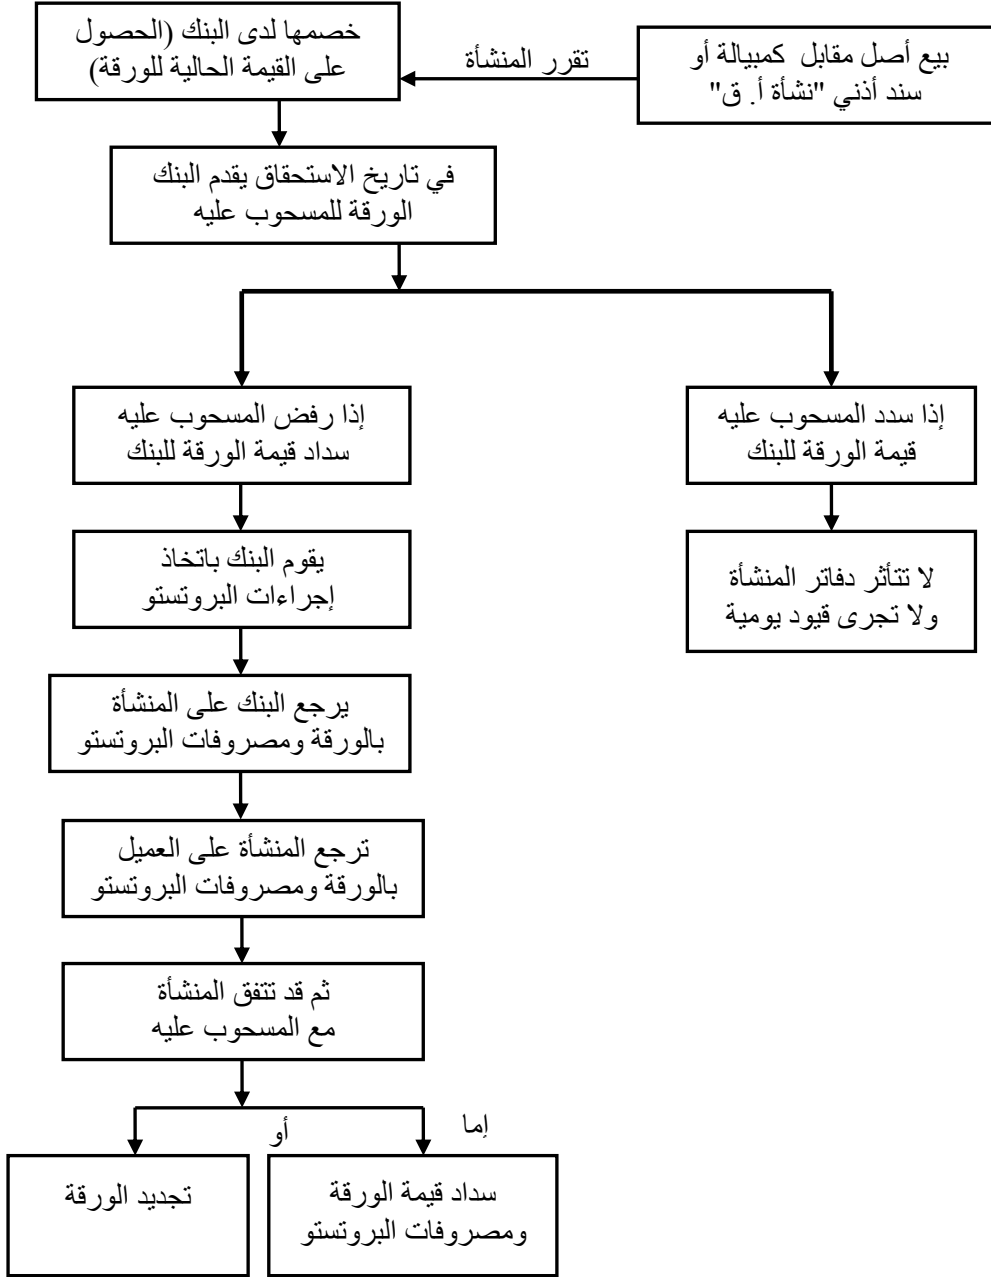 بيع أصل مقابل كمبيالة أو
سند أذني "نشأة أ. ق"
تقرر المنشأة
خصمها لدى البنك (الحصول
على القيمة الحالية للورقة)
في تاريخ الاستحقاق يقدم البنك
الورقة للمسحوب عليه
إذا سدد المسحوب عليه
قيمة الورقة للبنك
لا تتأثر دفاتر المنشأة
ولا تجرى قيود يومية
إذا رفض المسحوب عليه
سداد قيمة الورقة للبنك
يقوم البنك باتخاذ
إجراءات البروتستو
يرجع البنك على المنشأة
بالورقة ومصروفات البروتستو
ترجع المنشأة على العميل
بالورقة ومصروفات البروتستو
ثم قد تتفق المنشأة
مع المسحوب عليه
إما
سداد قيمة الورقة
ومصروفات البروتستو
أو
تجديد الورقة